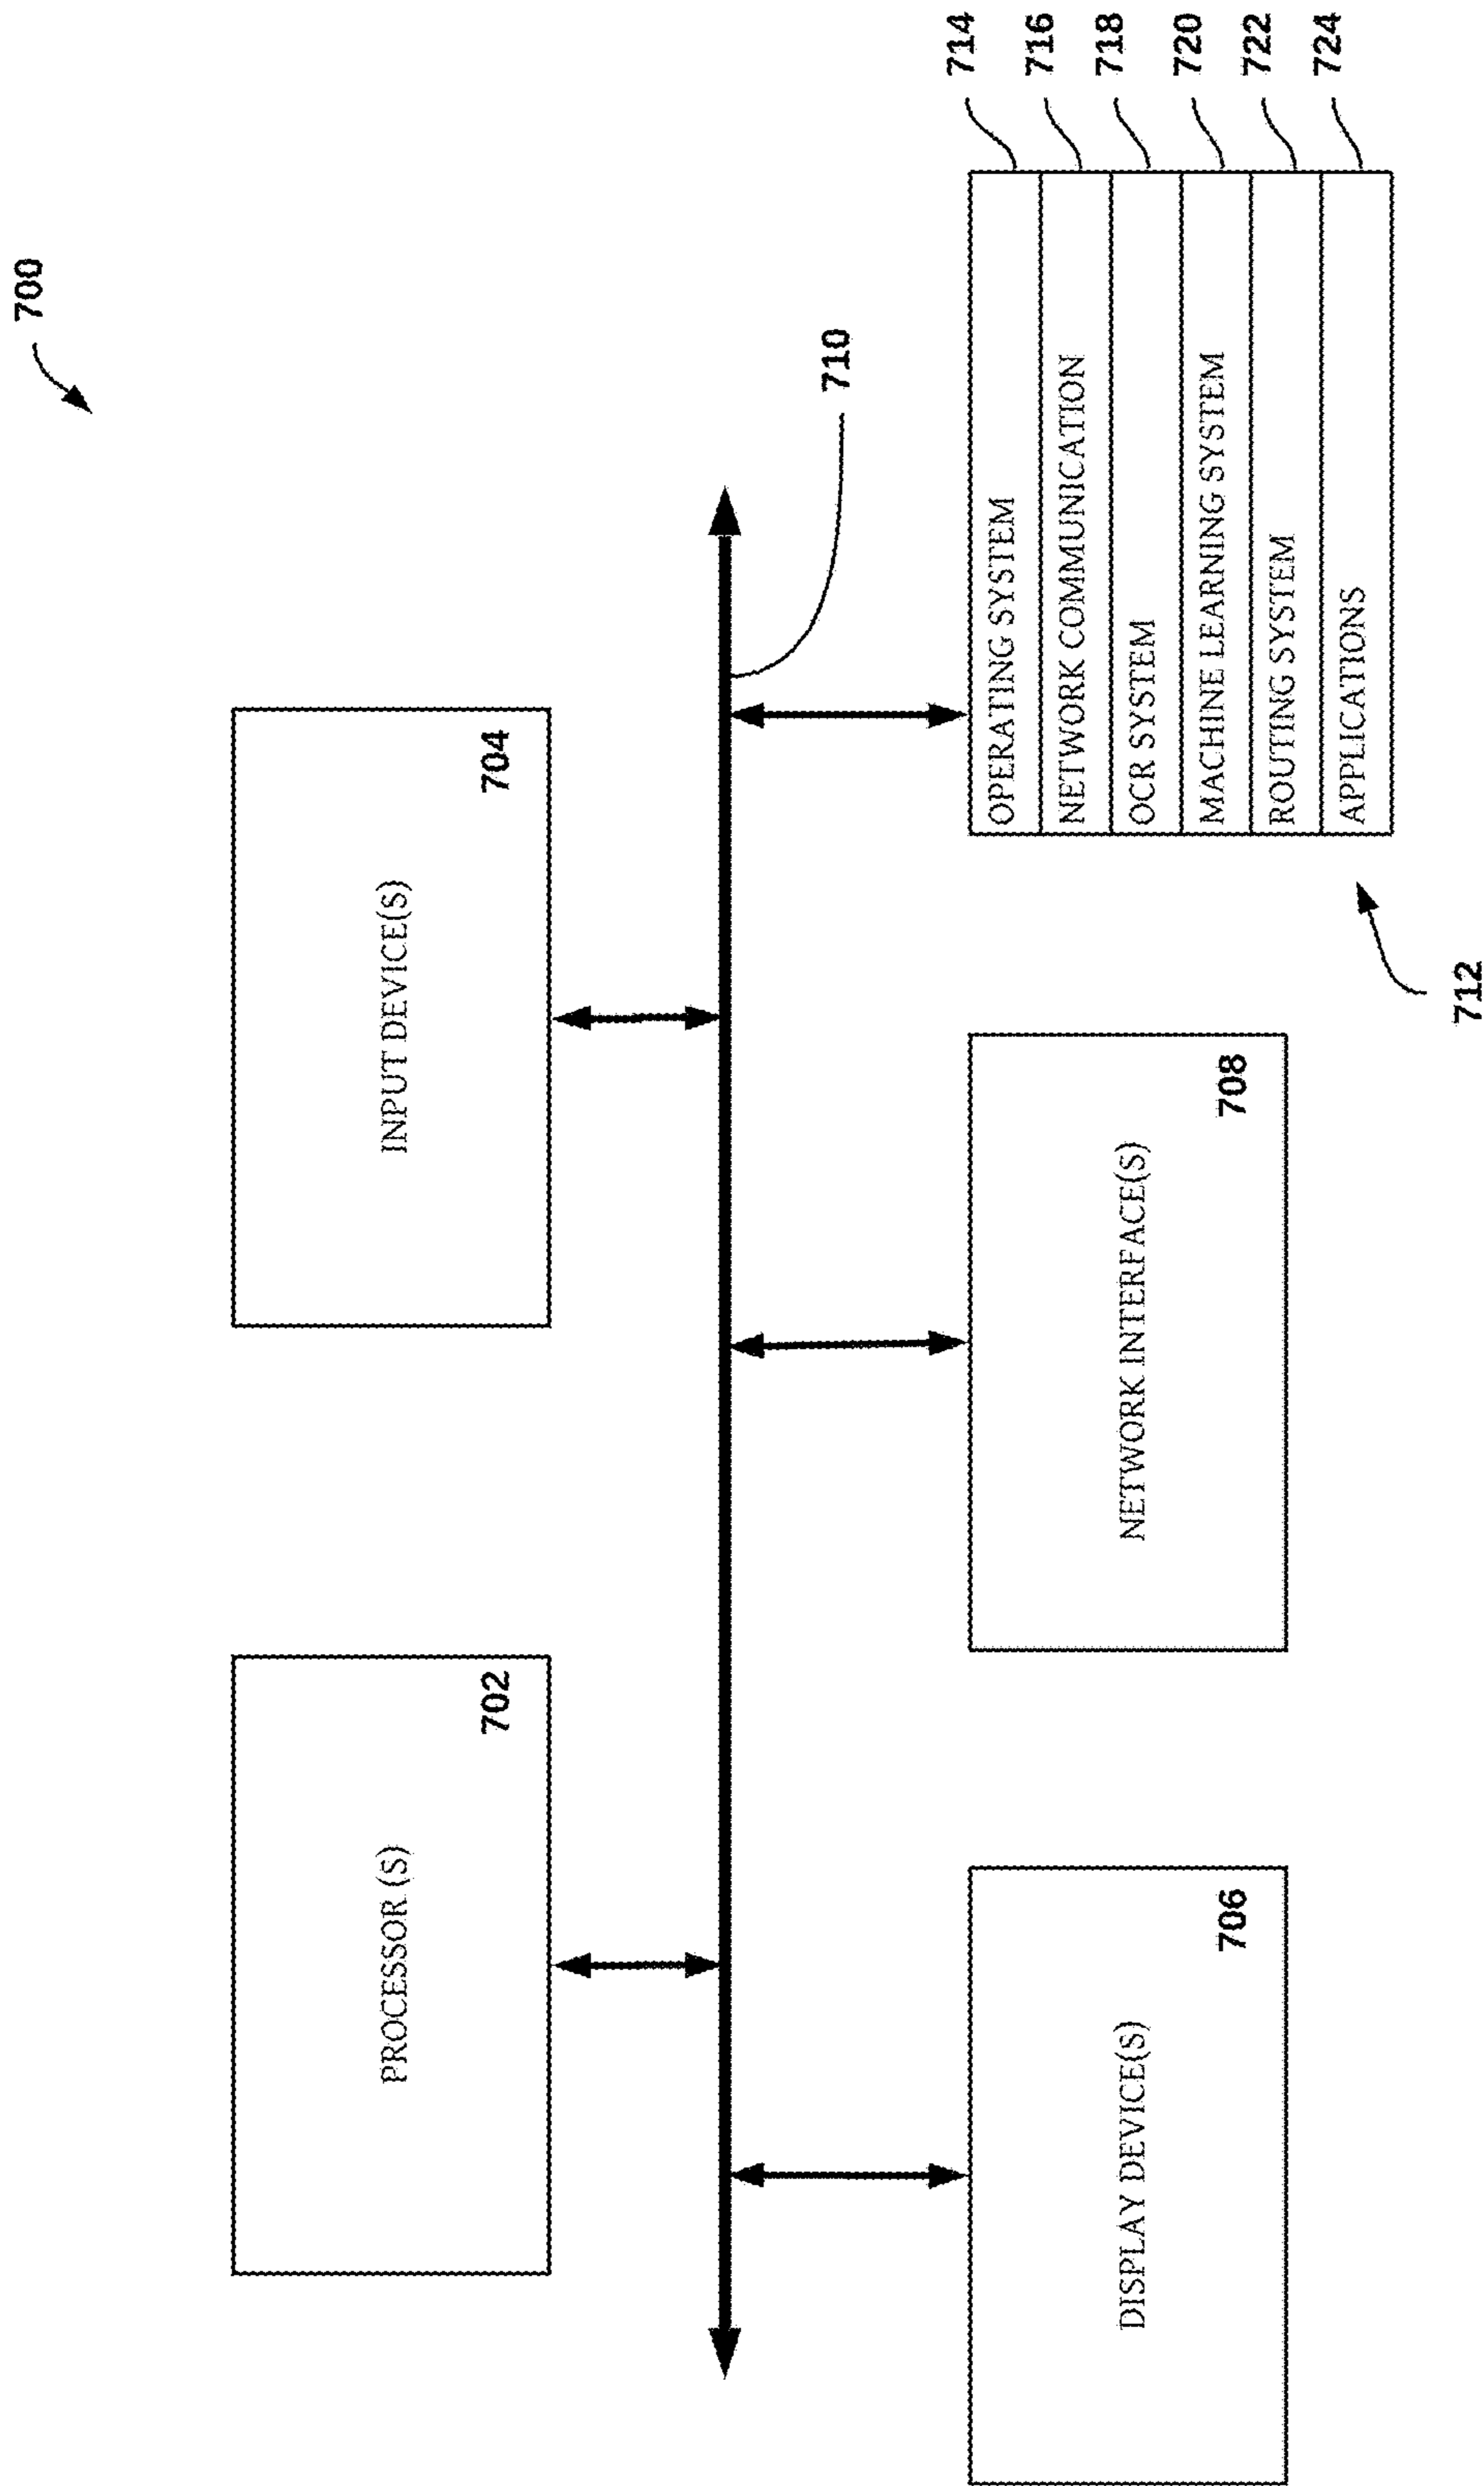 700
PROCESSOR (S)
702
INPUT DEVICE(S)
704
710
DISPLAY DEVICE(S)
706
NETWORK INTERFACE(S)
708
OPERATING SYSTEM
714
NETWORK COMMUNICATION
716
OCR SYSTEM
718
MACHINE LEARNING SYSTEM
720
ROUTING SYSTEM
722
APPLICATIONS
724
712